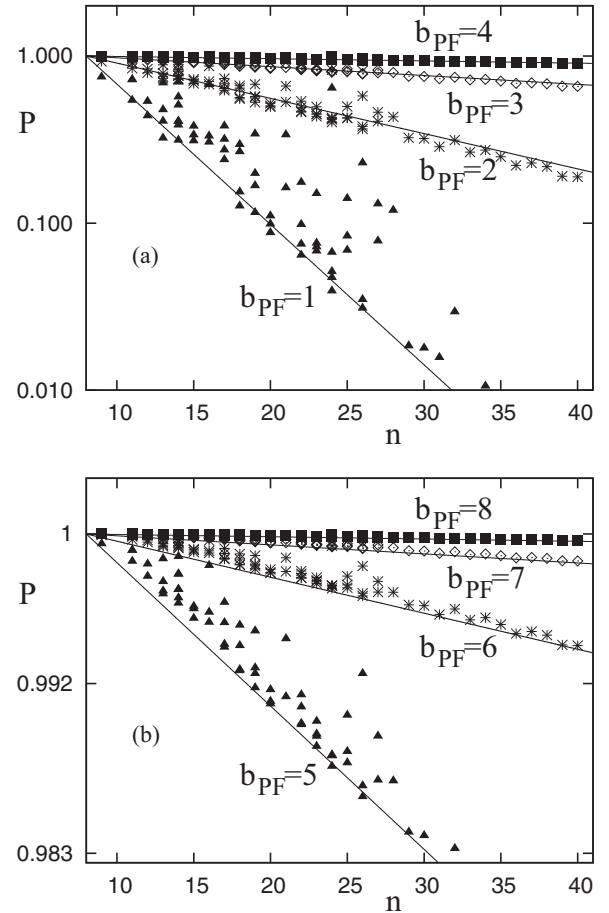 1.000
P
0.100
0.010
(a)
b_PF=4
b_PF=3
b_PF=2
b_PF=1
10 15 20 25 30 35 40
n
1
P
0.992
0.983
(b)
b_PF=8
b_PF=7
b_PF=6
b_PF=5
10 15 20 25 30 35 40
n